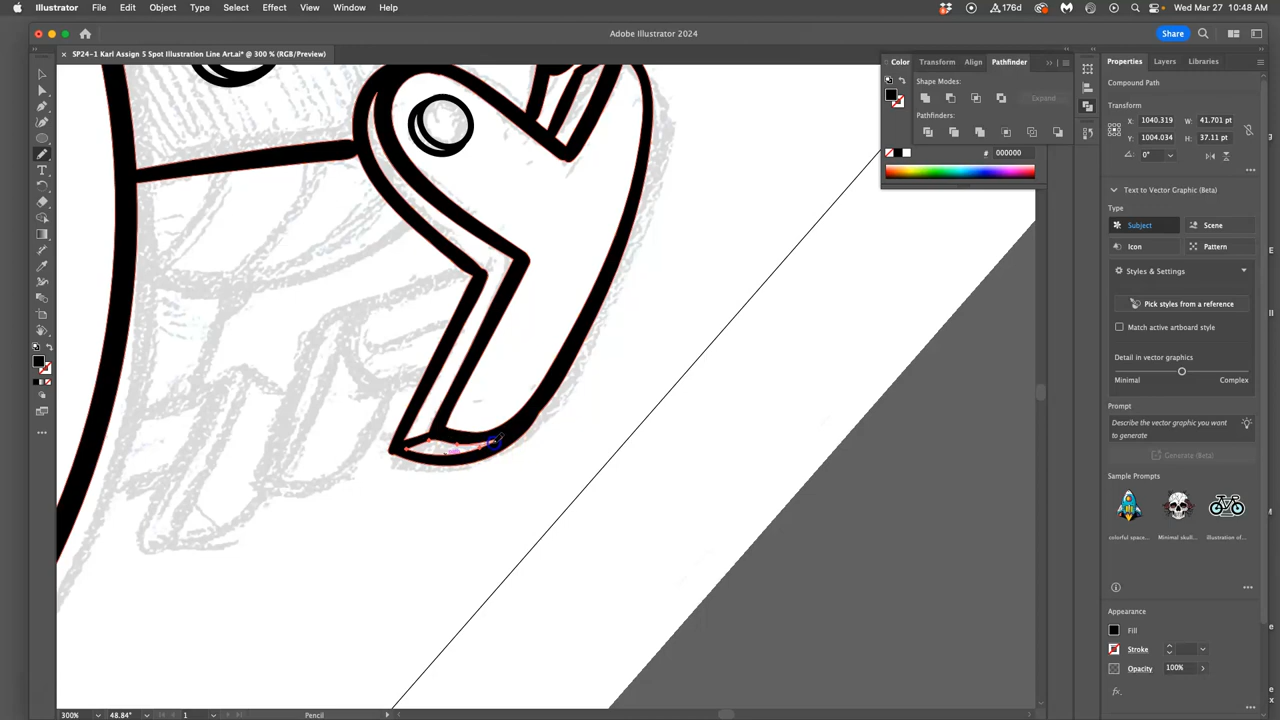 Illustrator File Edit Object Type Select Effect View Window Help
176d
Wed Mar 27 10:48 AM
Adobe Illustrator 2024
Share
× SP24-1 Karl Assign 5 Spot Illustration Line Art.ai* @ 300 % (RGB/Preview)
Color Transform Align Pathfinder
Properties Layers Libraries
Shape Modes:
Expand
Pathfinders:
# 000000
Compound Path
Transform
X: 1040.319 W: 41.701 pt
Y: 1004.034 H: 37.11 pt
0°
Text to Vector Graphic (Beta)
Type
Subject Scene
Icon Pattern
Styles & Settings
Pick styles from a reference
Match active artboard style
Detail in vector graphics
Minimal Complex
Prompt
Describe the vector graphic you want to generate
Generate (Beta)
Sample Prompts
colorful space... Minimal skull... illustration of...
Appearance
Fill
Stroke
Opacity 100%
fx.
300% 48.84° 1 Pencil